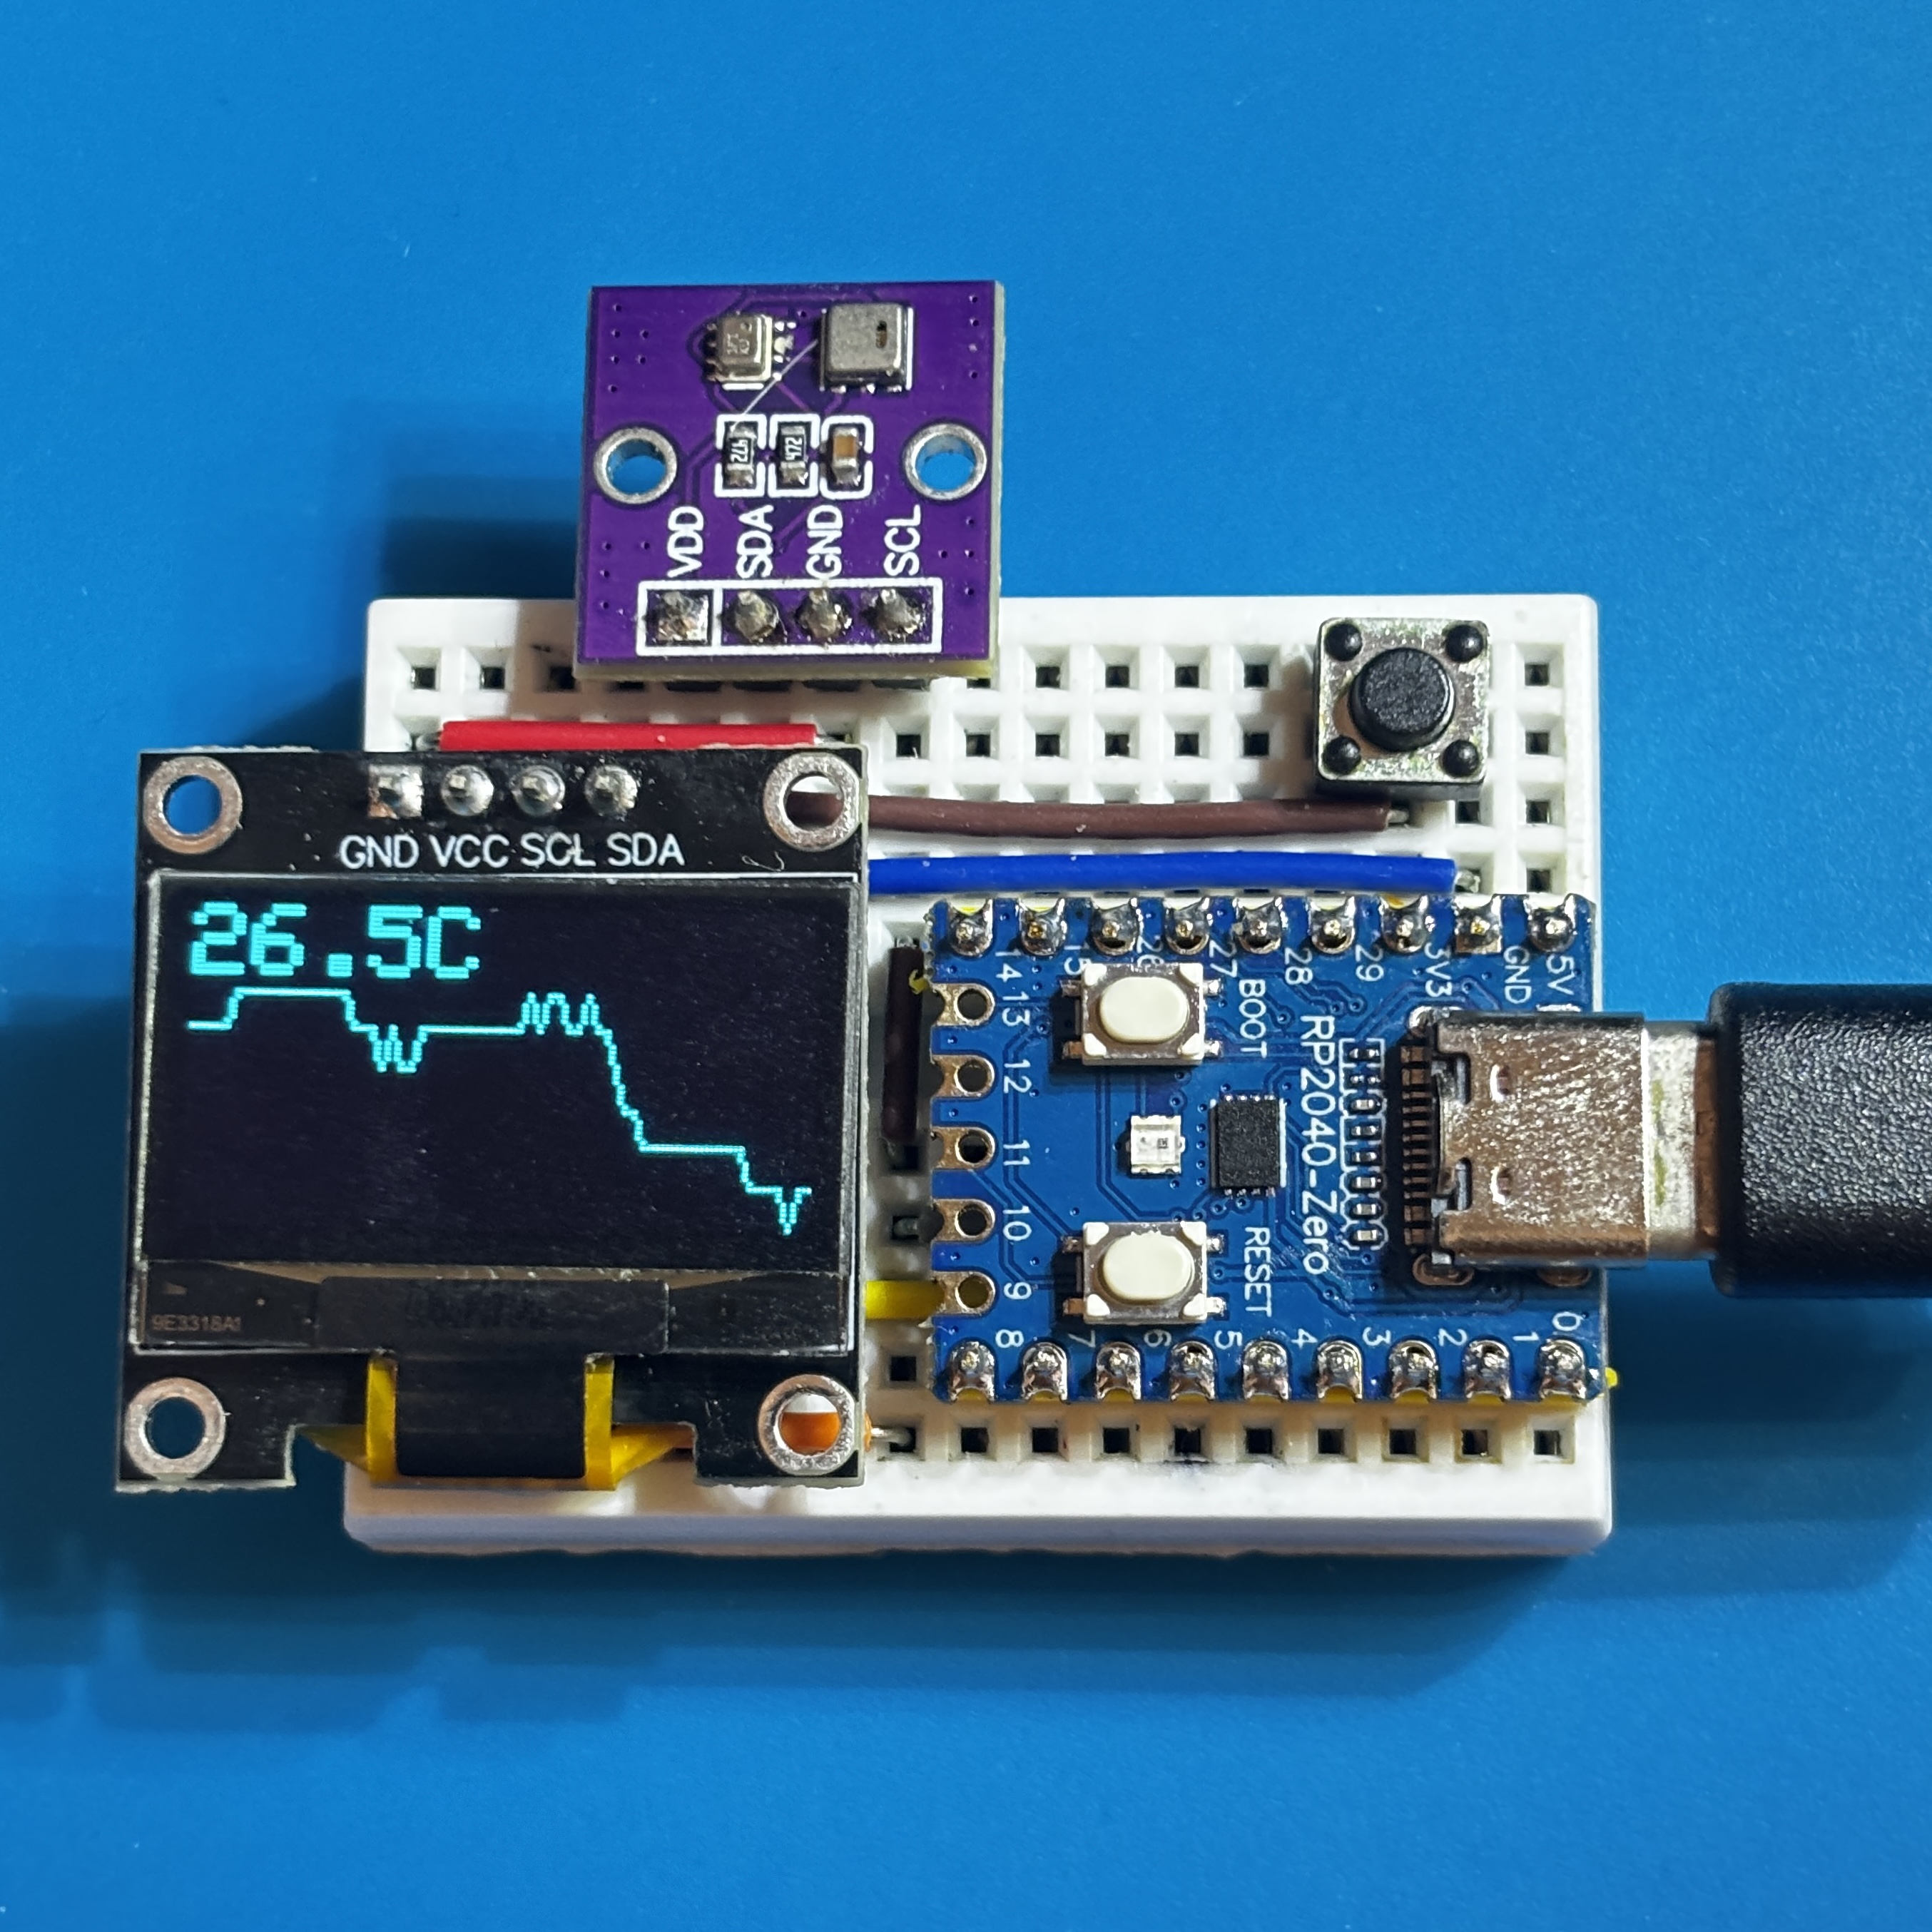 472
472
VDD
SDA
GND
SCL
GND VCC SCL SDA
26.5C
9E3318A1
14 15 26 27 28 29 3V3 GND 5V
13
12
11
10
9
BOOT
RP2040-Zero
RESET
8 7 6 5 4 3 2 1 0